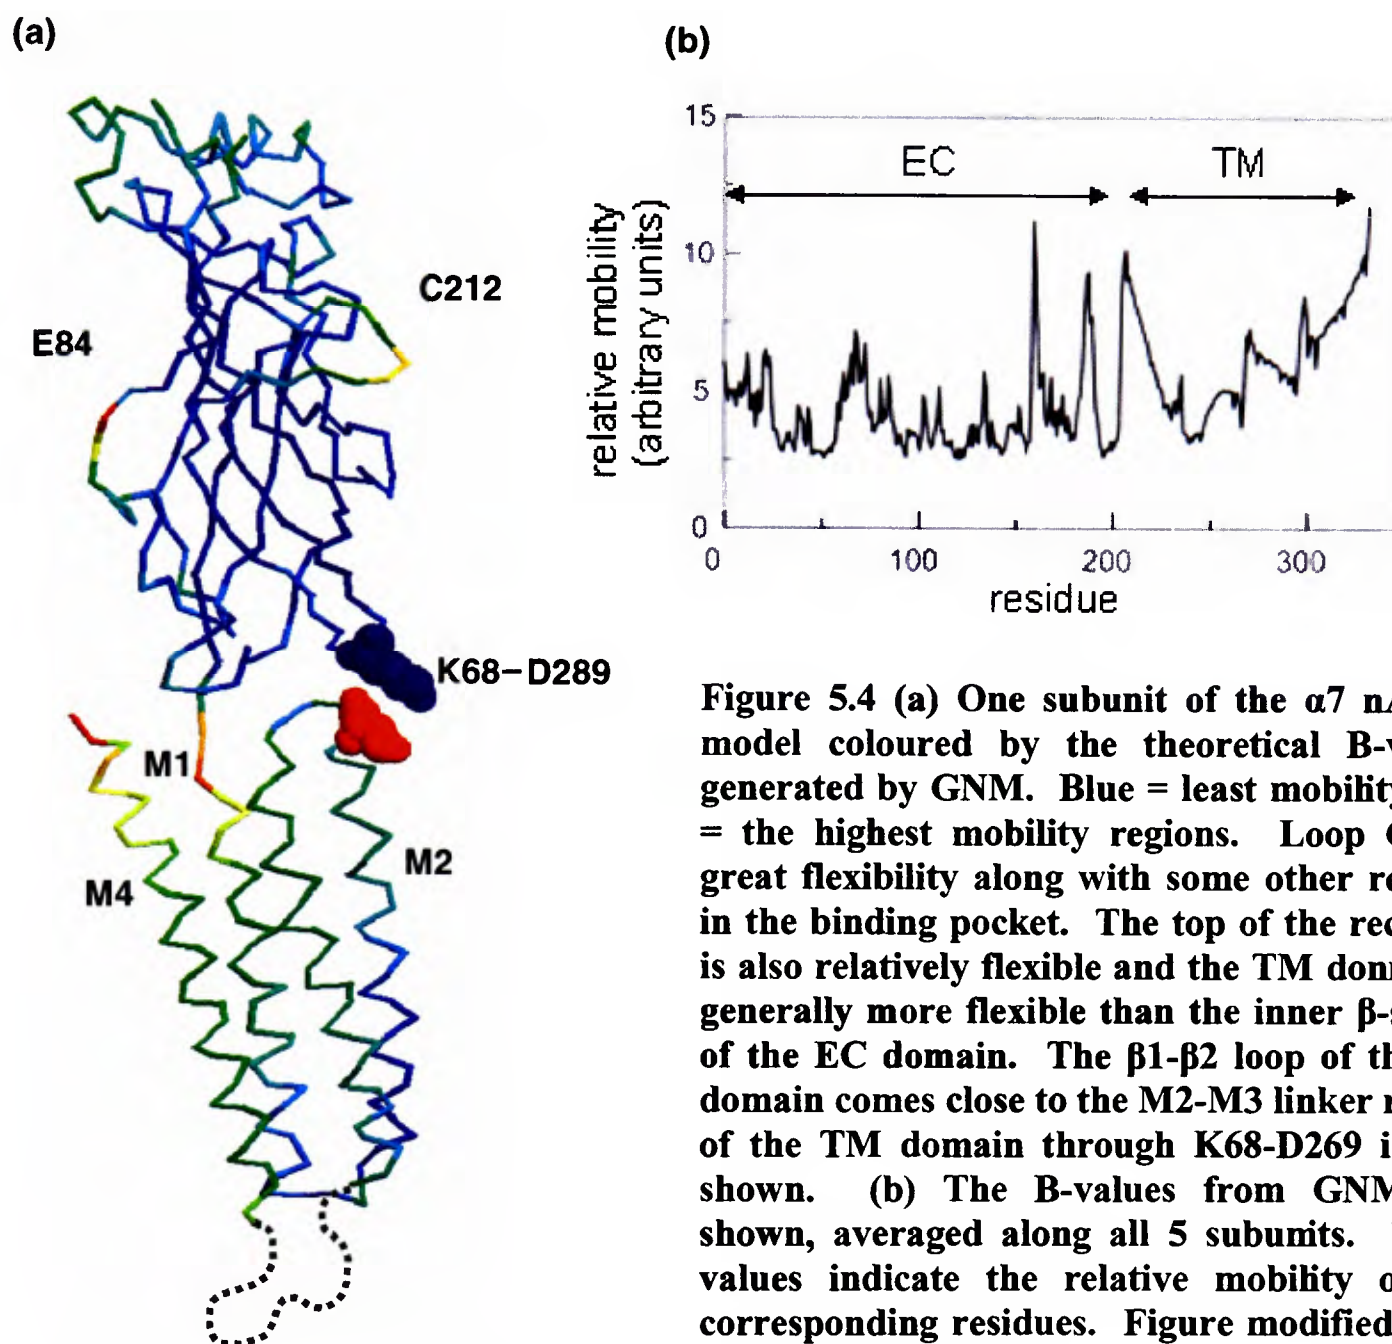 (a)
C212
E84
K68–D289
M1
M2
M4
(b)
15
EC
TM
10
relative mobility
(arbitrary units)
5
0
0
100
200
300
residue
Figure 5.4 (a) One subunit of the α7
model coloured by the theoretical
generated by GNM. Blue = least mobility
= the highest mobility regions. Loop
great flexibility along with some other
in the binding pocket. The top of the
is also relatively flexible and the TM
generally more flexible than the inner
of the EC domain. The β1-β2 loop of
domain comes close to the M2-M3 linker
of the TM domain through K68-D269
shown. (b) The B-values from GNM
shown, averaged along all 5 subunits.
values indicate the relative mobility
corresponding residues. Figure modified